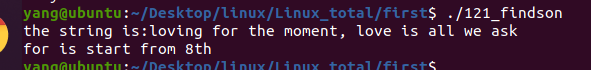 yang@ubuntu:~/Desktop/linux/Linux_total/first$ ./121_findson
the string is:loving for the moment, love is all we ask
for is start from 8th
yang@ubuntu:~/Desktop/linux/Linux_total/first$